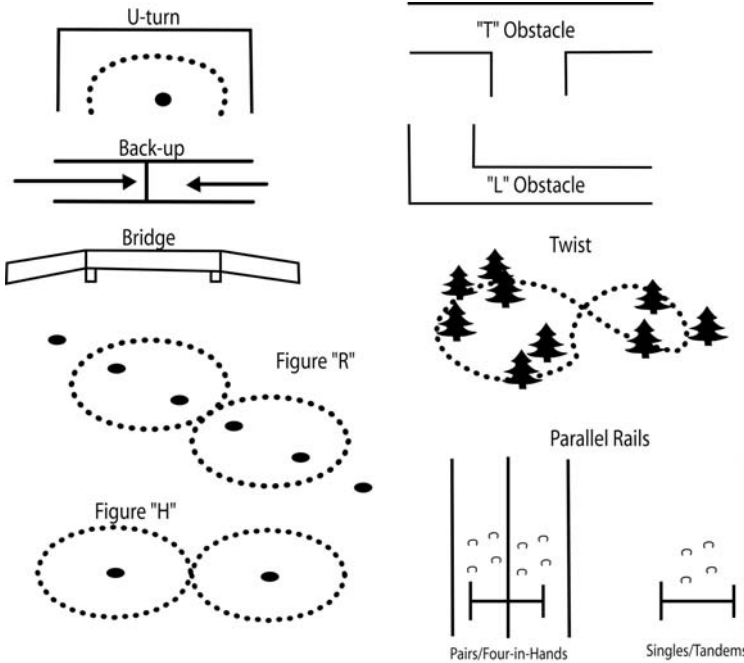 U-turn
"T" Obstacle
Back-up
"L" Obstacle
Bridge
Twist
Figure "R"
Parallel Rails
Figure "H"
Pairs/Four-in-Hands
Singles/Tandems